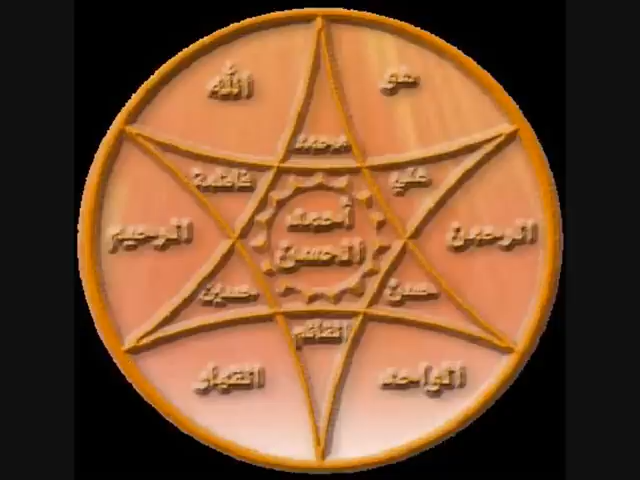 هو
الله
محمد
علي
فاطمة
أحمد
الحسن
الرحمن
الرحيم
حسن
حسين
القائم
الواحد
القهار